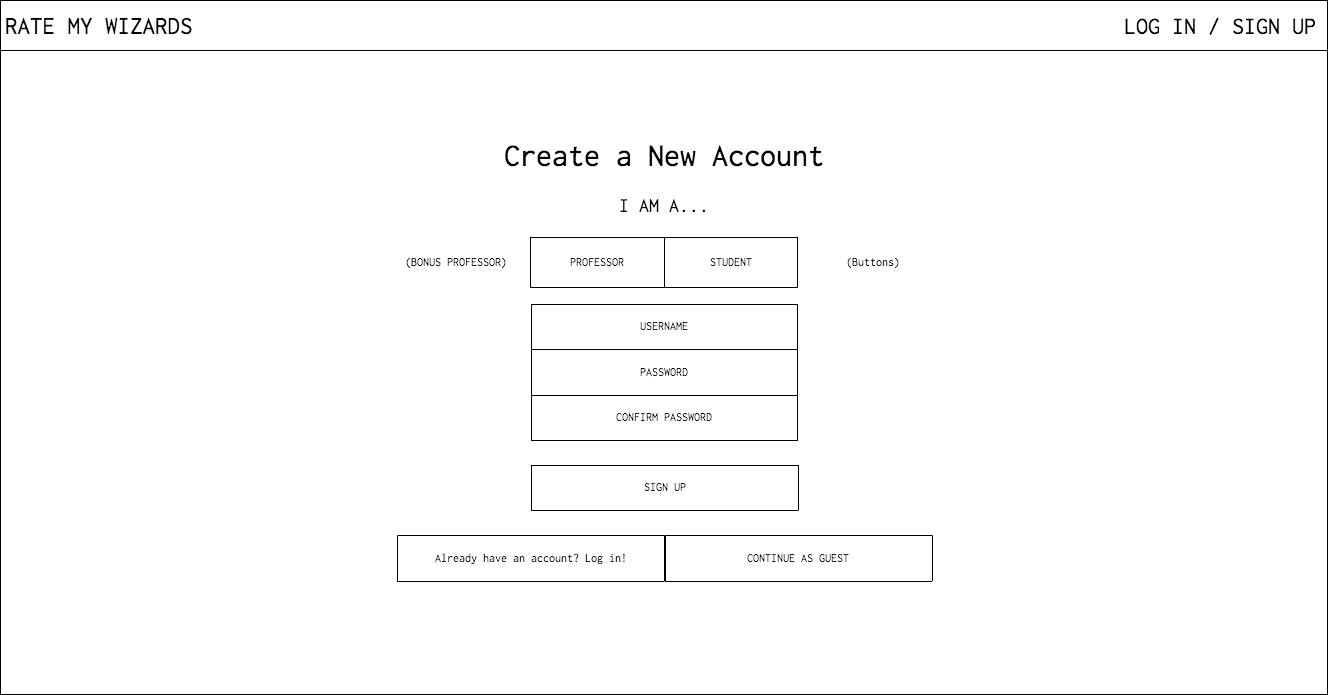 RATE MY WIZARDS
LOG IN / SIGN UP
Create a New Account
I AM A...
(BONUS PROFESSOR)
PROFESSOR
STUDENT
(Buttons)
USERNAME
PASSWORD
CONFIRM PASSWORD
SIGN UP
Already have an account? Log in!
CONTINUE AS GUEST